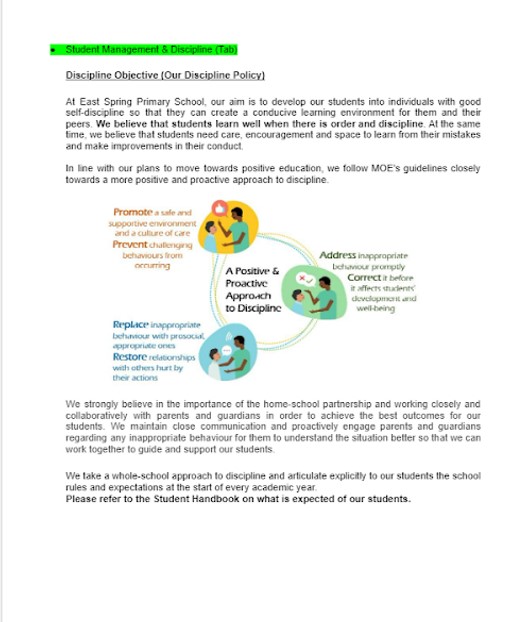 • Student Management & Discipline (Tab)
Discipline Objective (Our Discipline Policy)
At East Spring Primary School, our aim is to develop our students into individuals with good
self-discipline so that they can create a conducive learning environment for them and their
peers. We believe that students learn well when there is order and discipline. At the same
time, we believe that students need care, encouragement and space to learn from their mistakes
and make improvements in their conduct.
In line with our plans to move towards positive education, we follow MOE's guidelines closely
towards a more positive and proactive approach to discipline.
Promote a safe and
supportive environment
and a culture of care
Prevent challenging
behaviours from
occurring
A Positive &
Proactive
Approach
to Discipline
Address inappropriate
behaviour promptly
Correct it before
it affects students'
development and
well-being
Replace inappropriate
behaviour with prosocial,
appropriate ones
Restore relationships
with others hurt by
their actions
We strongly believe in the importance of the home-school partnership and working closely and
collaboratively with parents and guardians in order to achieve the best outcomes for our
students. We maintain close communication and proactively engage parents and guardians
regarding any inappropriate behaviour for them to understand the situation better so that we can
work together to guide and support our students.
We take a whole-school approach to discipline and articulate explicitly to our students the school
rules and expectations at the start of every academic year.
Please refer to the Student Handbook on what is expected of our students.